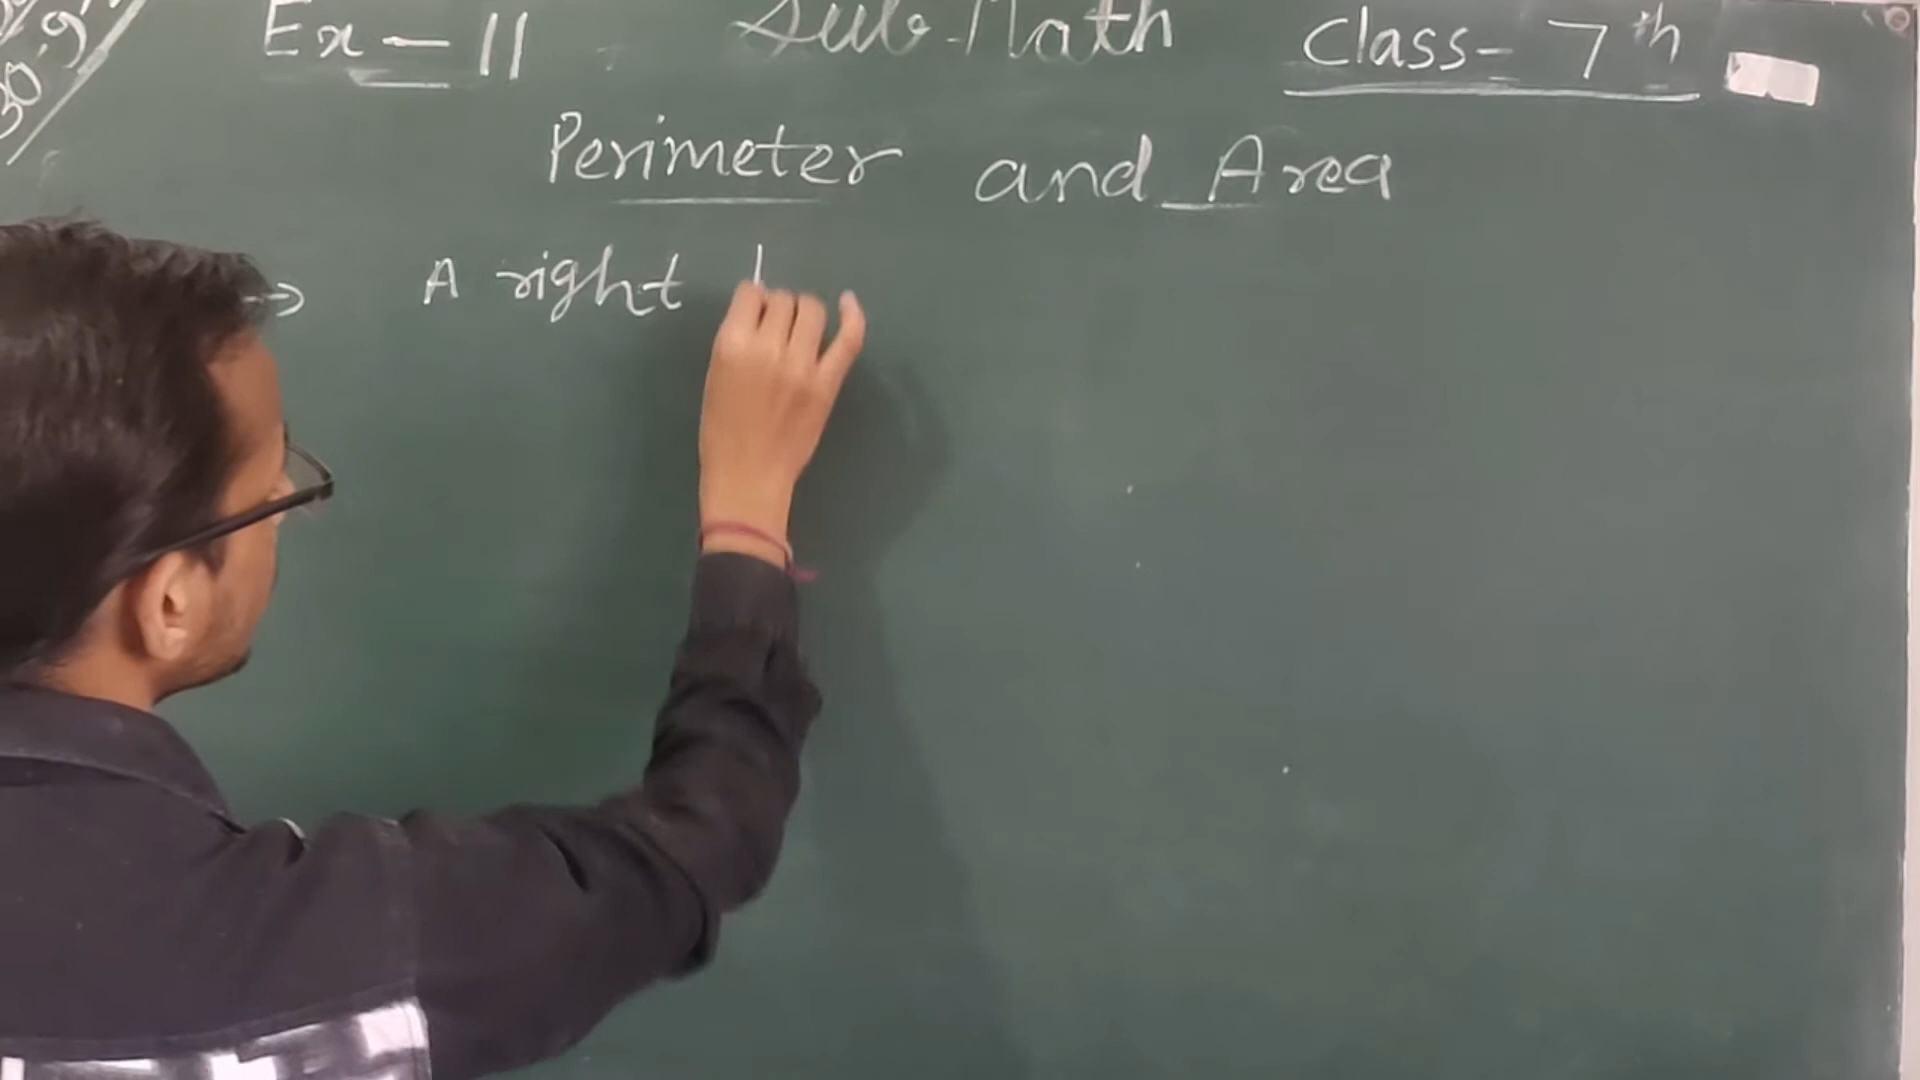 Ex - 11 Sub - Math Class - 7th
Perimeter and Area
→ A right